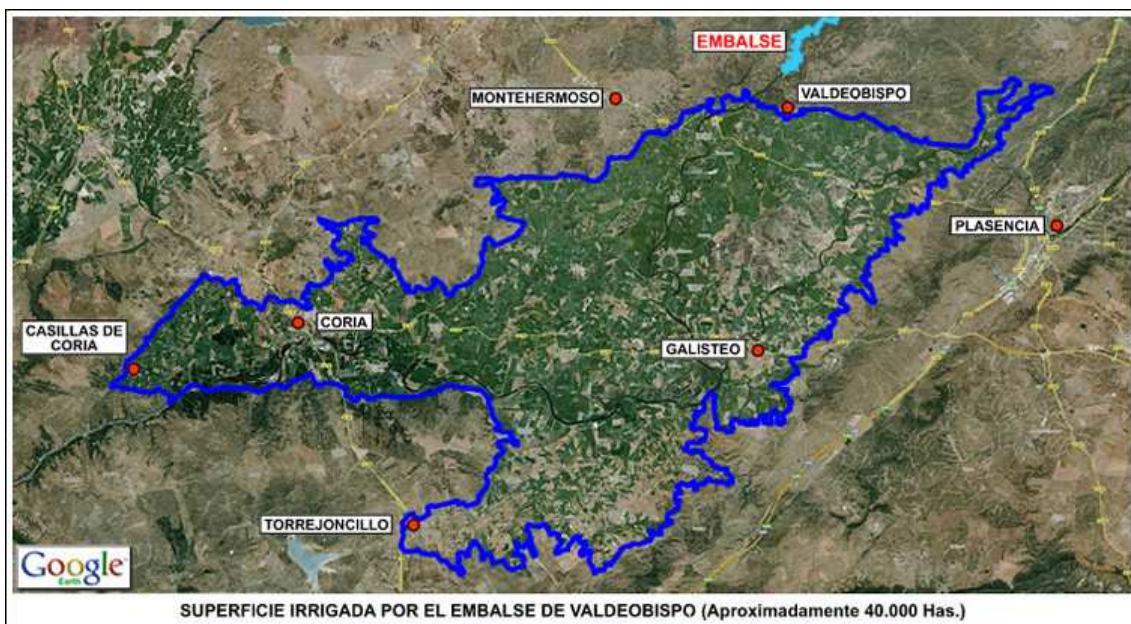 EMBALSE
MONTEHERMOSO
VALDEOBISPO
PLASENCIA
CASILLAS DE
CORIA
CORIA
GALISTEO
TORREJONCILLO
Google
Earth
SUPERFICIE IRRIGADA POR EL EMBALSE DE VALDEOBISPO (Aproximadamente 40.000 Has.)